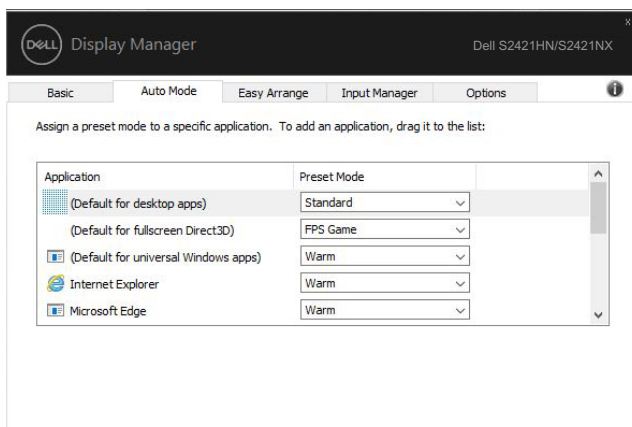 DELL Display Manager Dell S2421HN/S2421NX
Basic Auto Mode Easy Arrange Input Manager Options
Assign a preset mode to a specific application. To add an application, drag it to the list:
Application Preset Mode
(Default for desktop apps) Standard
(Default for fullscreen Direct3D) FPS Game
(Default for universal Windows apps) Warm
Internet Explorer Warm
Microsoft Edge Warm